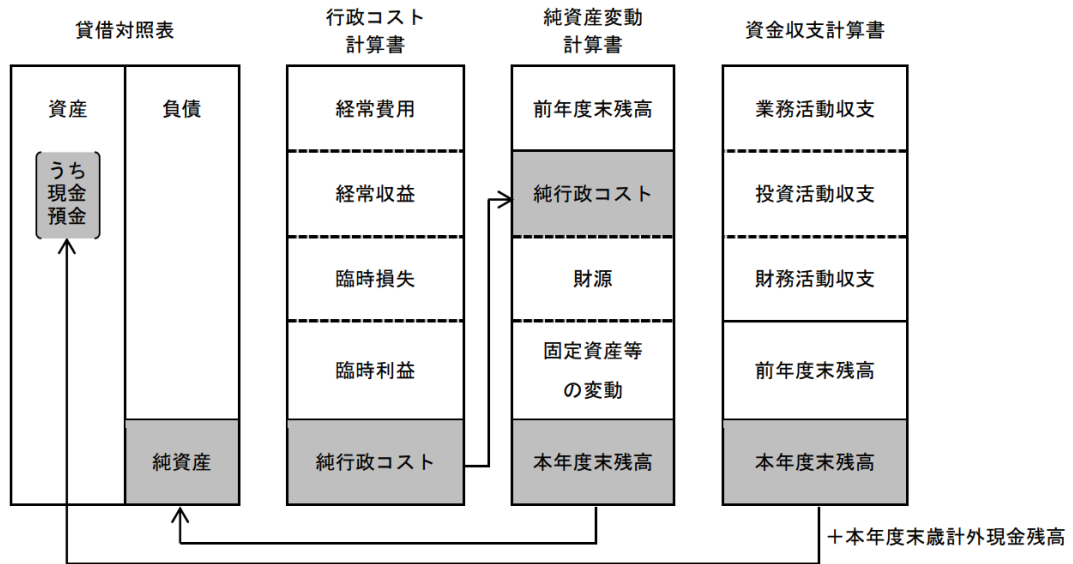 貸借対照表
資産
うち
現金
預金
負債
純資産
行政コスト
計算書
経常費用
経常収益
臨時損失
臨時利益
純行政コスト
純資産変動
計算書
前年度末残高
純行政コスト
財源
固定資産等
の変動
本年度末残高
資金収支計算書
業務活動収支
投資活動収支
財務活動収支
前年度末残高
本年度末残高
＋本年度末歳計外現金残高